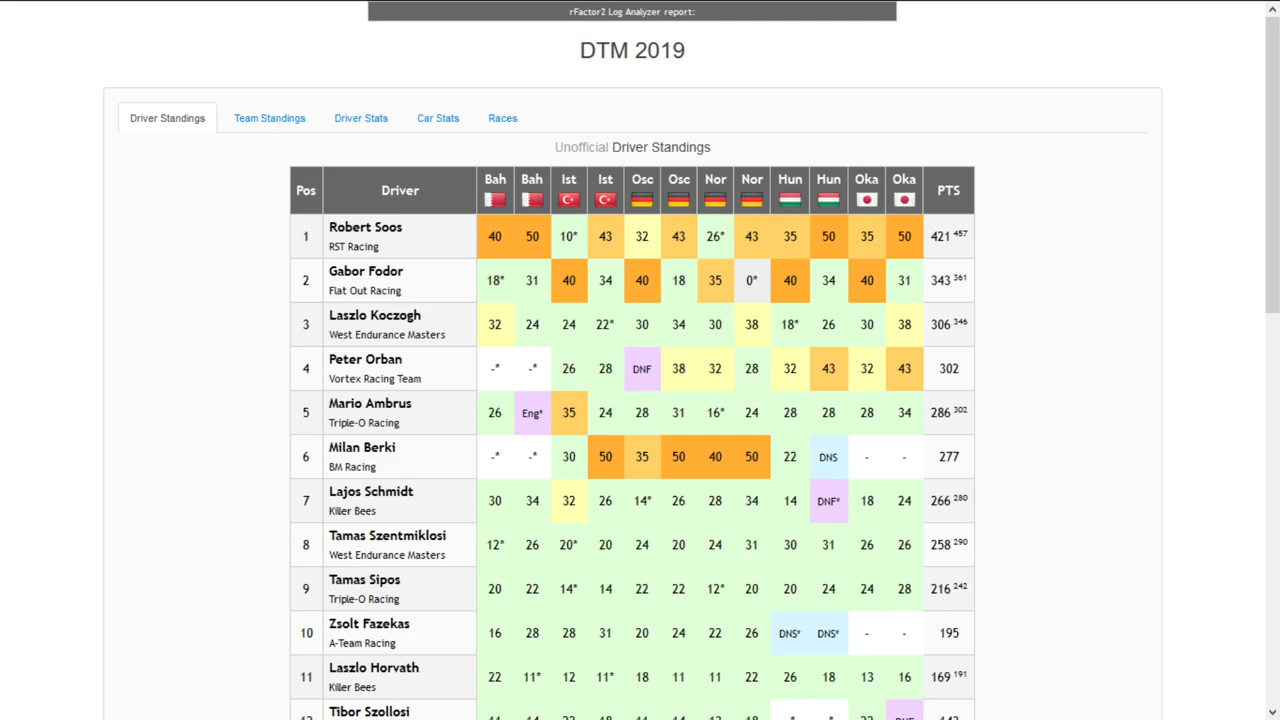 rFactor2 Log Analyzer report:
DTM 2019
Driver Standings Team Standings Driver Stats Car Stats Races
Unofficial Driver Standings
Pos Driver Bah Bah Ist Ist Osc Osc Nor Nor Hun Hun Oka Oka PTS
1 Robert Soos 40 50 10* 43 32 43 26* 43 35 50 35 50 421 457
RST Racing
2 Gabor Fodor 18* 31 40 34 40 18 35 0* 40 34 40 31 343 361
Flat Out Racing
3 Laszlo Koczogh 32 24 24 22* 30 34 30 38 18* 26 30 38 306 346
West Endurance Masters
4 Peter Orban -* -* 26 28 DNF 38 32 28 32 43 32 43 302
Vortex Racing Team
5 Mario Ambrus 26 Eng* 35 24 28 31 16* 24 28 28 28 34 286 302
Triple-O Racing
6 Milan Berki -* -* 30 50 35 50 40 50 22 DNS - - 277
BM Racing
7 Lajos Schmidt 30 34 32 26 14* 26 28 34 14 DNF* 18 24 266 280
Killer Bees
8 Tamas Szentmiklosi 12* 26 20* 20 24 20 24 31 30 31 26 26 258 290
West Endurance Masters
9 Tamas Sipos 20 22 14* 14 22 22 12* 20 20 24 24 28 216 242
Triple-O Racing
10 Zsolt Fazekas 16 28 28 31 20 24 22 26 DNS* DNS* - - 195
A-Team Racing
11 Laszlo Horvath 22 11* 12 11* 18 11 11 22 26 18 13 16 169 191
Killer Bees
Tibor Szollosi